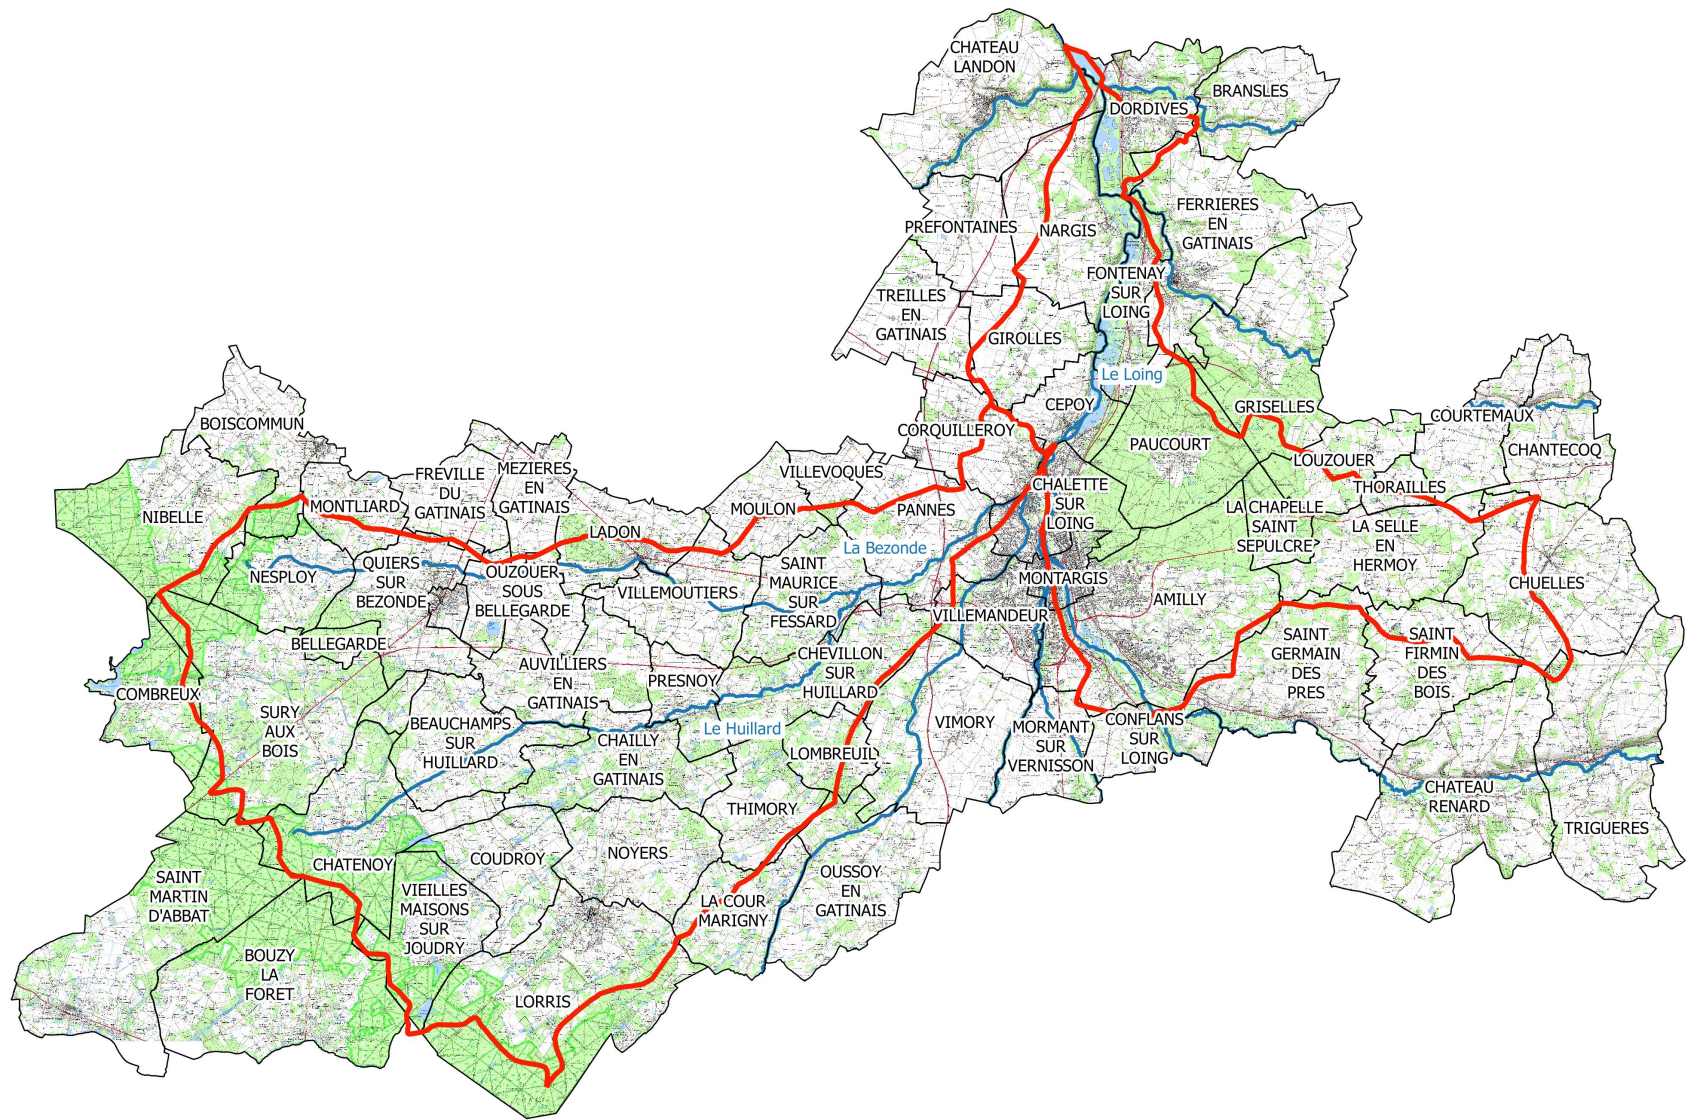 CHATEAU
LANDON
BRANSLES
DORDIVES
FERRIERES
EN
GATINAIS
PREFONTAINES
NARGIS
FONTENAY
SUR
LOING
TREILLES
EN
GATINAIS
GIROLLES
Le Loing
CEPOY
GRISELLES
COURTEMAUX
BOISCOMMUN
CORQUILLEROY
PAUCOURT
CHANTECOQ
LOUZOUER
THORAILLES
FREVILLE
DU
GATINAIS
MEZIERES
EN
GATINAIS
VILLEVOQUES
CHALETTE
SUR
LOING
NIBELLE
MONTLIARD
MOULON
PANNES
LA CHAPELLE
SAINT
SEPULCRE
LA SELLE
EN
HERMOY
LADON
La Bezonde
NESPLOY
QUIERS
SUR
BEZONDE
OUZOUER
SOUS
BELLEGARDE
VILLEMOUTIERS
SAINT
MAURICE
SUR
FESSARD
MONTARGIS
AMILLY
CHUELLES
VILLEMANDEUR
BELLEGARDE
AUVILLIERS
EN
GATINAIS
PRESNOY
CHEVILLON
SUR
HUILLARD
SAINT
GERMAIN
DES
PRES
SAINT
FIRMIN
DES
BOIS
COMBREUX
SURY
AUX
BOIS
BEAUCHAMPS
SUR
HUILLARD
Le Huillard
CHAILLY
EN
GATINAIS
LOMBREUIL
VIMORY
MORMANT
SUR
VERNISSON
CONFLANS
SUR
LOING
CHATEAU
RENARD
TRIGUERES
THIMORY
CHATENOY
COUDROY
NOYERS
SAINT
MARTIN
D'ABBAT
VIEILLES
MAISONS
SUR
JOUDRY
LA COUR
MARIGNY
OUSSOY
EN
GATINAIS
BOUZY
LA
FORET
LORRIS